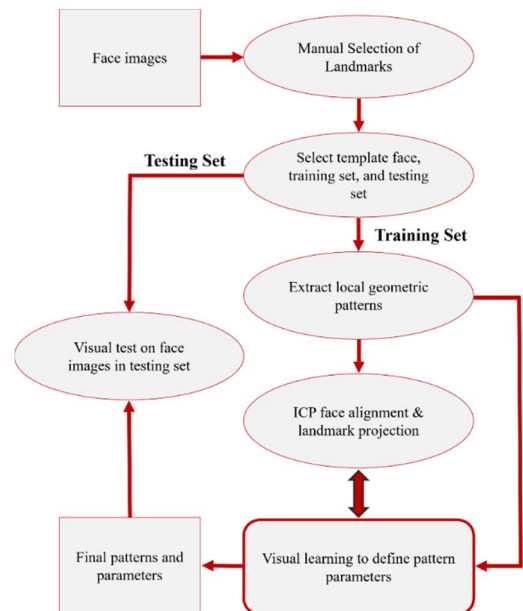 Face images
Manual Selection of
Landmarks
Testing Set
Select template face,
training set, and testing
set
Training Set
Extract local geometric
patterns
Visual test on face
images in testing set
ICP face alignment &
landmark projection
Final patterns and
parameters
Visual learning to define pattern
parameters